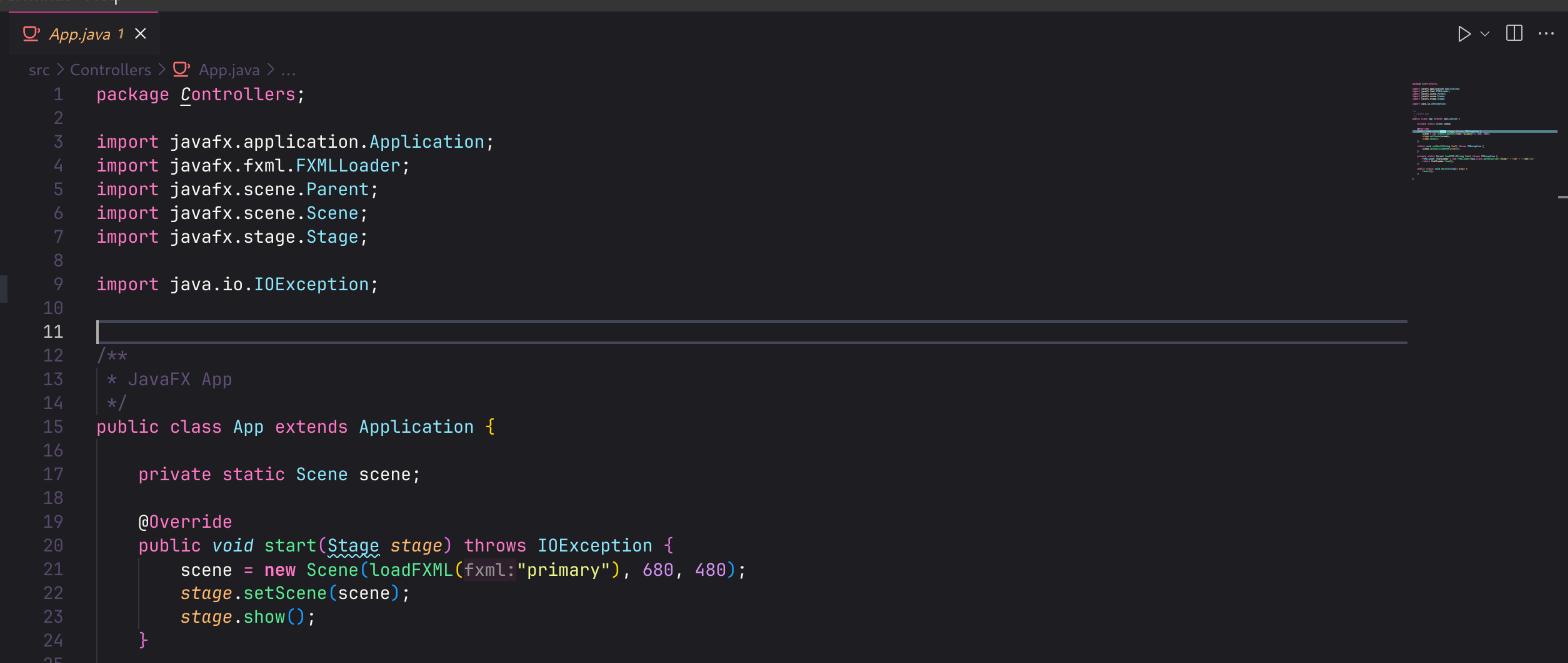 App.java 1
src > Controllers > App.java > ...
1 package Controllers;
2
3 import javafx.application.Application;
4 import javafx.fxml.FXMLLoader;
5 import javafx.scene.Parent;
6 import javafx.scene.Scene;
7 import javafx.stage.Stage;
8
9 import java.io.IOException;
10
11
12 /**
13 * JavaFX App
14 */
15 public class App extends Application {
16
17 private static Scene scene;
18
19 @Override
20 public void start(Stage stage) throws IOException {
21 scene = new Scene(loadFXML(fxml:"primary"), 680, 480);
22 stage.setScene(scene);
23 stage.show();
24 }
25